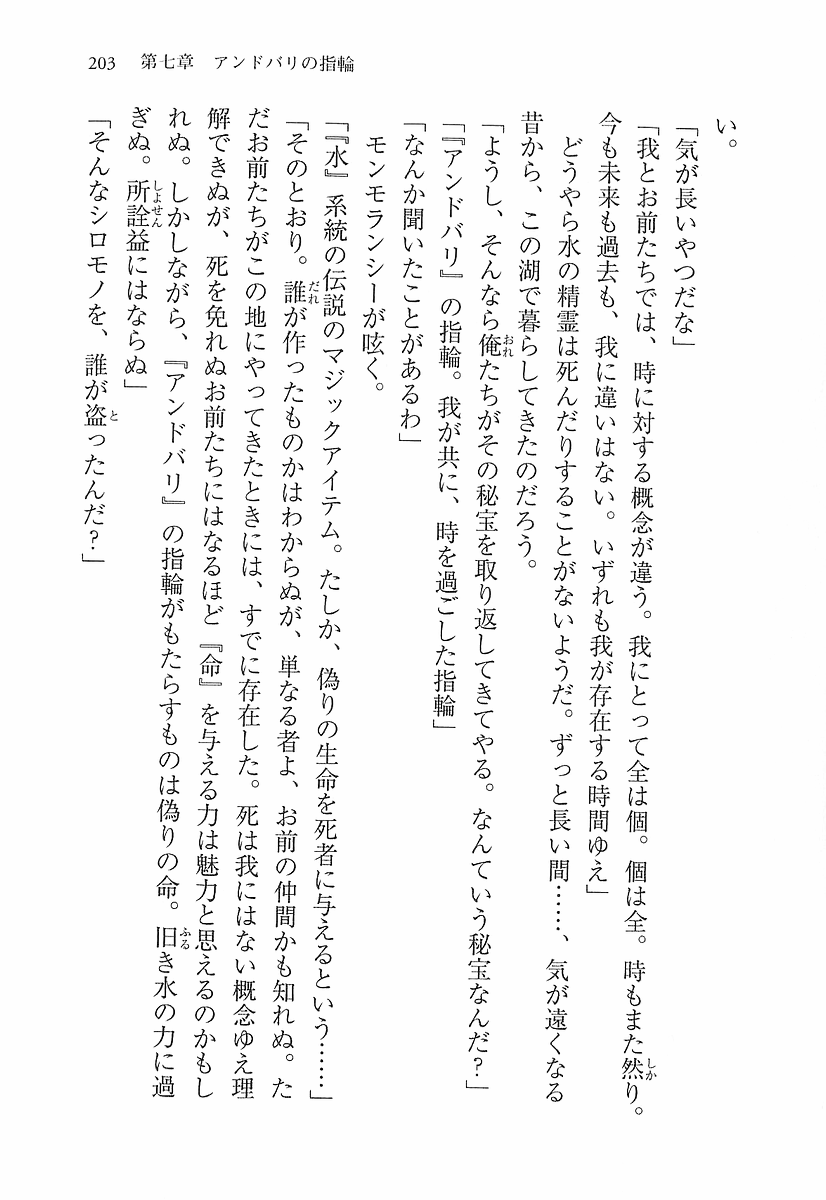 203　第七章　アンドバリの指輪
い。
「気が長いやつだな」
「我とお前たちでは、時に対する概念が違う。我にとって全は個。個は全。時もまた然り。
今も未来も過去も、我に違いはない。いずれも我が存在する時間ゆえ」
どうやら水の精霊は死んだりすることがないようだ。ずっと長い間……、気が遠くなる
昔から、この湖で暮らしてきたのだろう。
「ようし、そんなら俺たちがその秘宝を取り返してきてやる。なんていう秘宝なんだ？」
「『アンドバリ』の指輪。我が共に、時を過ごした指輪」
「なんか聞いたことがあるわ」
モンモランシーが呟く。
「『水』系統の伝説のマジックアイテム。たしか、偽りの生命を死者に与えるという……」
「そのとおり。誰が作ったものかはわからぬが、単なる者よ、お前の仲間かも知れぬ。た
だお前たちがこの地にやってきたときには、すでに存在した。死は我にはない概念ゆえ理
解できぬが、死を免れぬお前たちにはなるほど『命』を与える力は魅力と思えるのかもし
れぬ。しかしながら、『アンドバリ』の指輪がもたらすものは偽りの命。旧き水の力に過
ぎぬ。所詮益にはならぬ」
「そんなシロモノを、誰が盗ったんだ？」